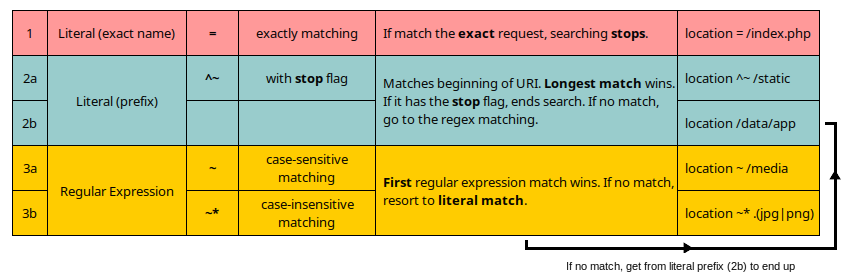 1 Literal (exact name) = exactly matching If match the exact request, searching stops. location = /index.php
2a ^~ with stop flag location ^~ /static
Literal (prefix)
Matches beginning of URI. Longest match wins.
If it has the stop flag, ends search. If no match,
go to the regex matching.
2b location /data/app
3a ~ case-sensitive
matching
location ~ /media
Regular Expression
First regular expression match wins. If no match,
resort to literal match.
3b ~* case-insensitive
matching
location ~* .(jpg|png)
If no match, get from literal prefix (2b) to end up